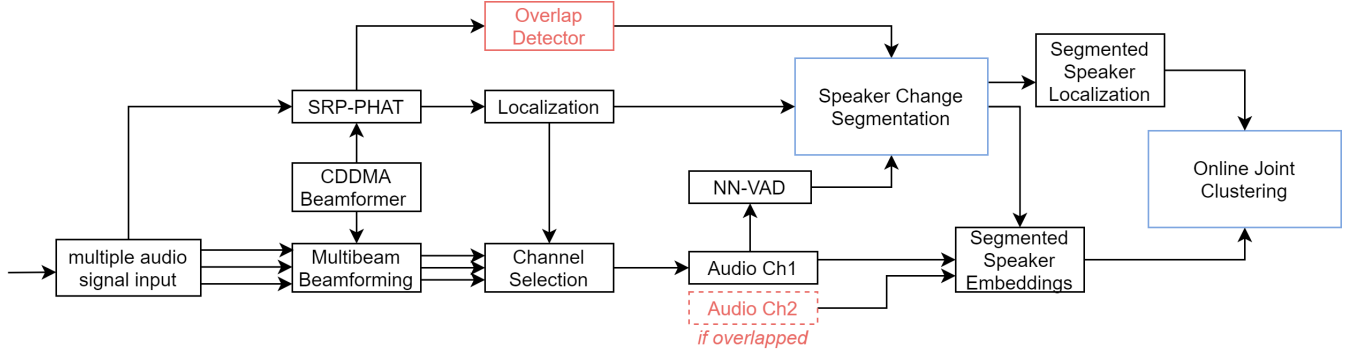 Overlap
Detector
SRP-PHAT
Localization
Speaker Change
Segmentation
Segmented
Speaker
Localization
CDDMA
Beamformer
NN-VAD
Online Joint
Clustering
multiple audio
signal input
Multibeam
Beamforming
Channel
Selection
Audio Ch1
Segmented
Speaker
Embeddings
Audio Ch2
if overlapped